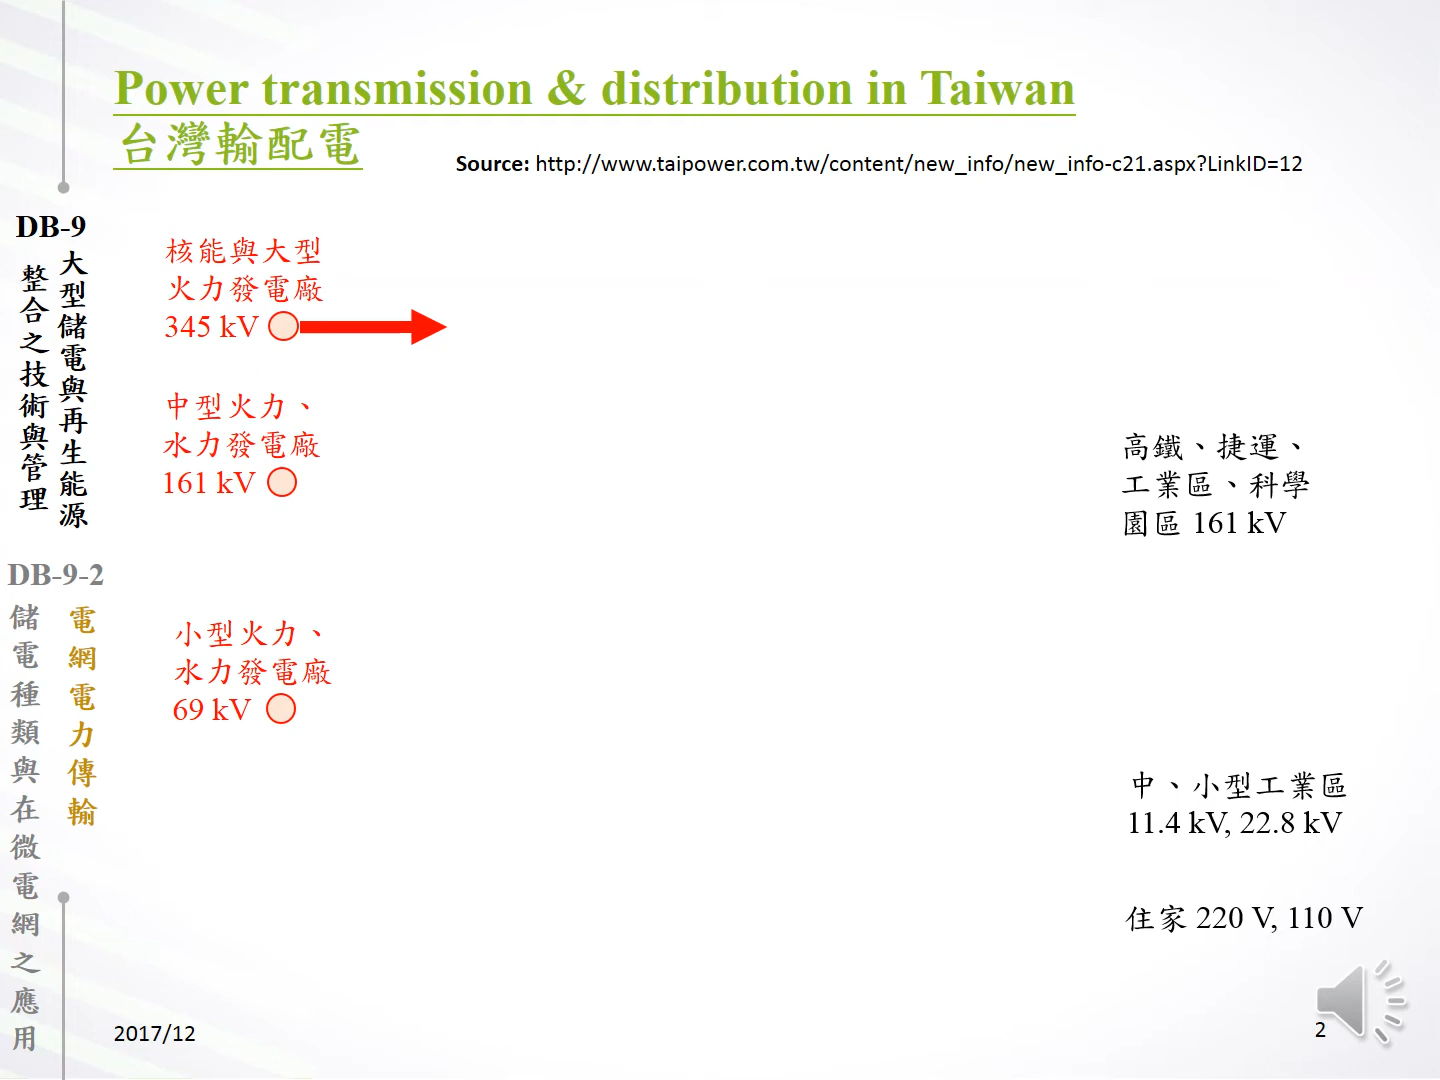 Power transmission & distribution in Taiwan
台灣輸配電
Source: http://www.taipower.com.tw/content/new_info/new_info-c21.aspx?LinkID=12
DB-9
大型儲電與再生能源
整合之技術與管理
DB-9-2
電網電力傳輸
儲電種類與在微電網之應用
核能與大型
火力發電廠
345 kV
中型火力、
水力發電廠
161 kV
小型火力、
水力發電廠
69 kV
高鐵、捷運、
工業區、科學
園區 161 kV
中、小型工業區
11.4 kV, 22.8 kV
住家 220 V, 110 V
2017/12
2